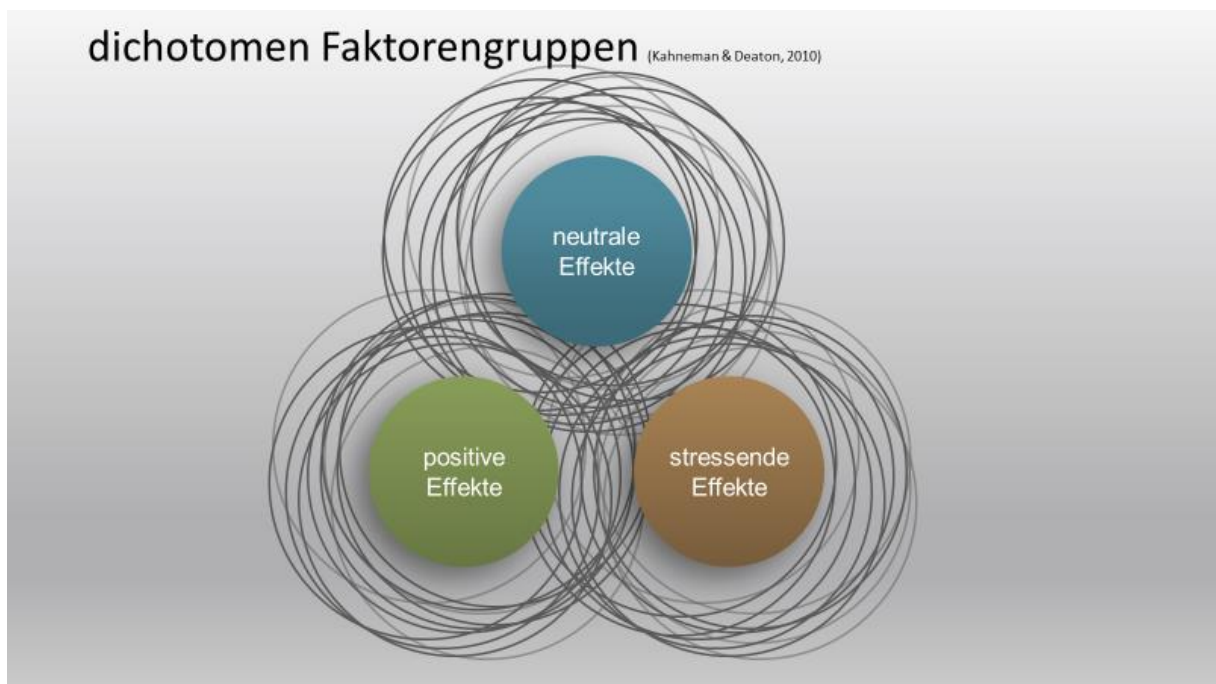 dichotomen Faktorengruppen (Kahneman & Deaton, 2010)
neutrale
Effekte
positive
Effekte
stressende
Effekte